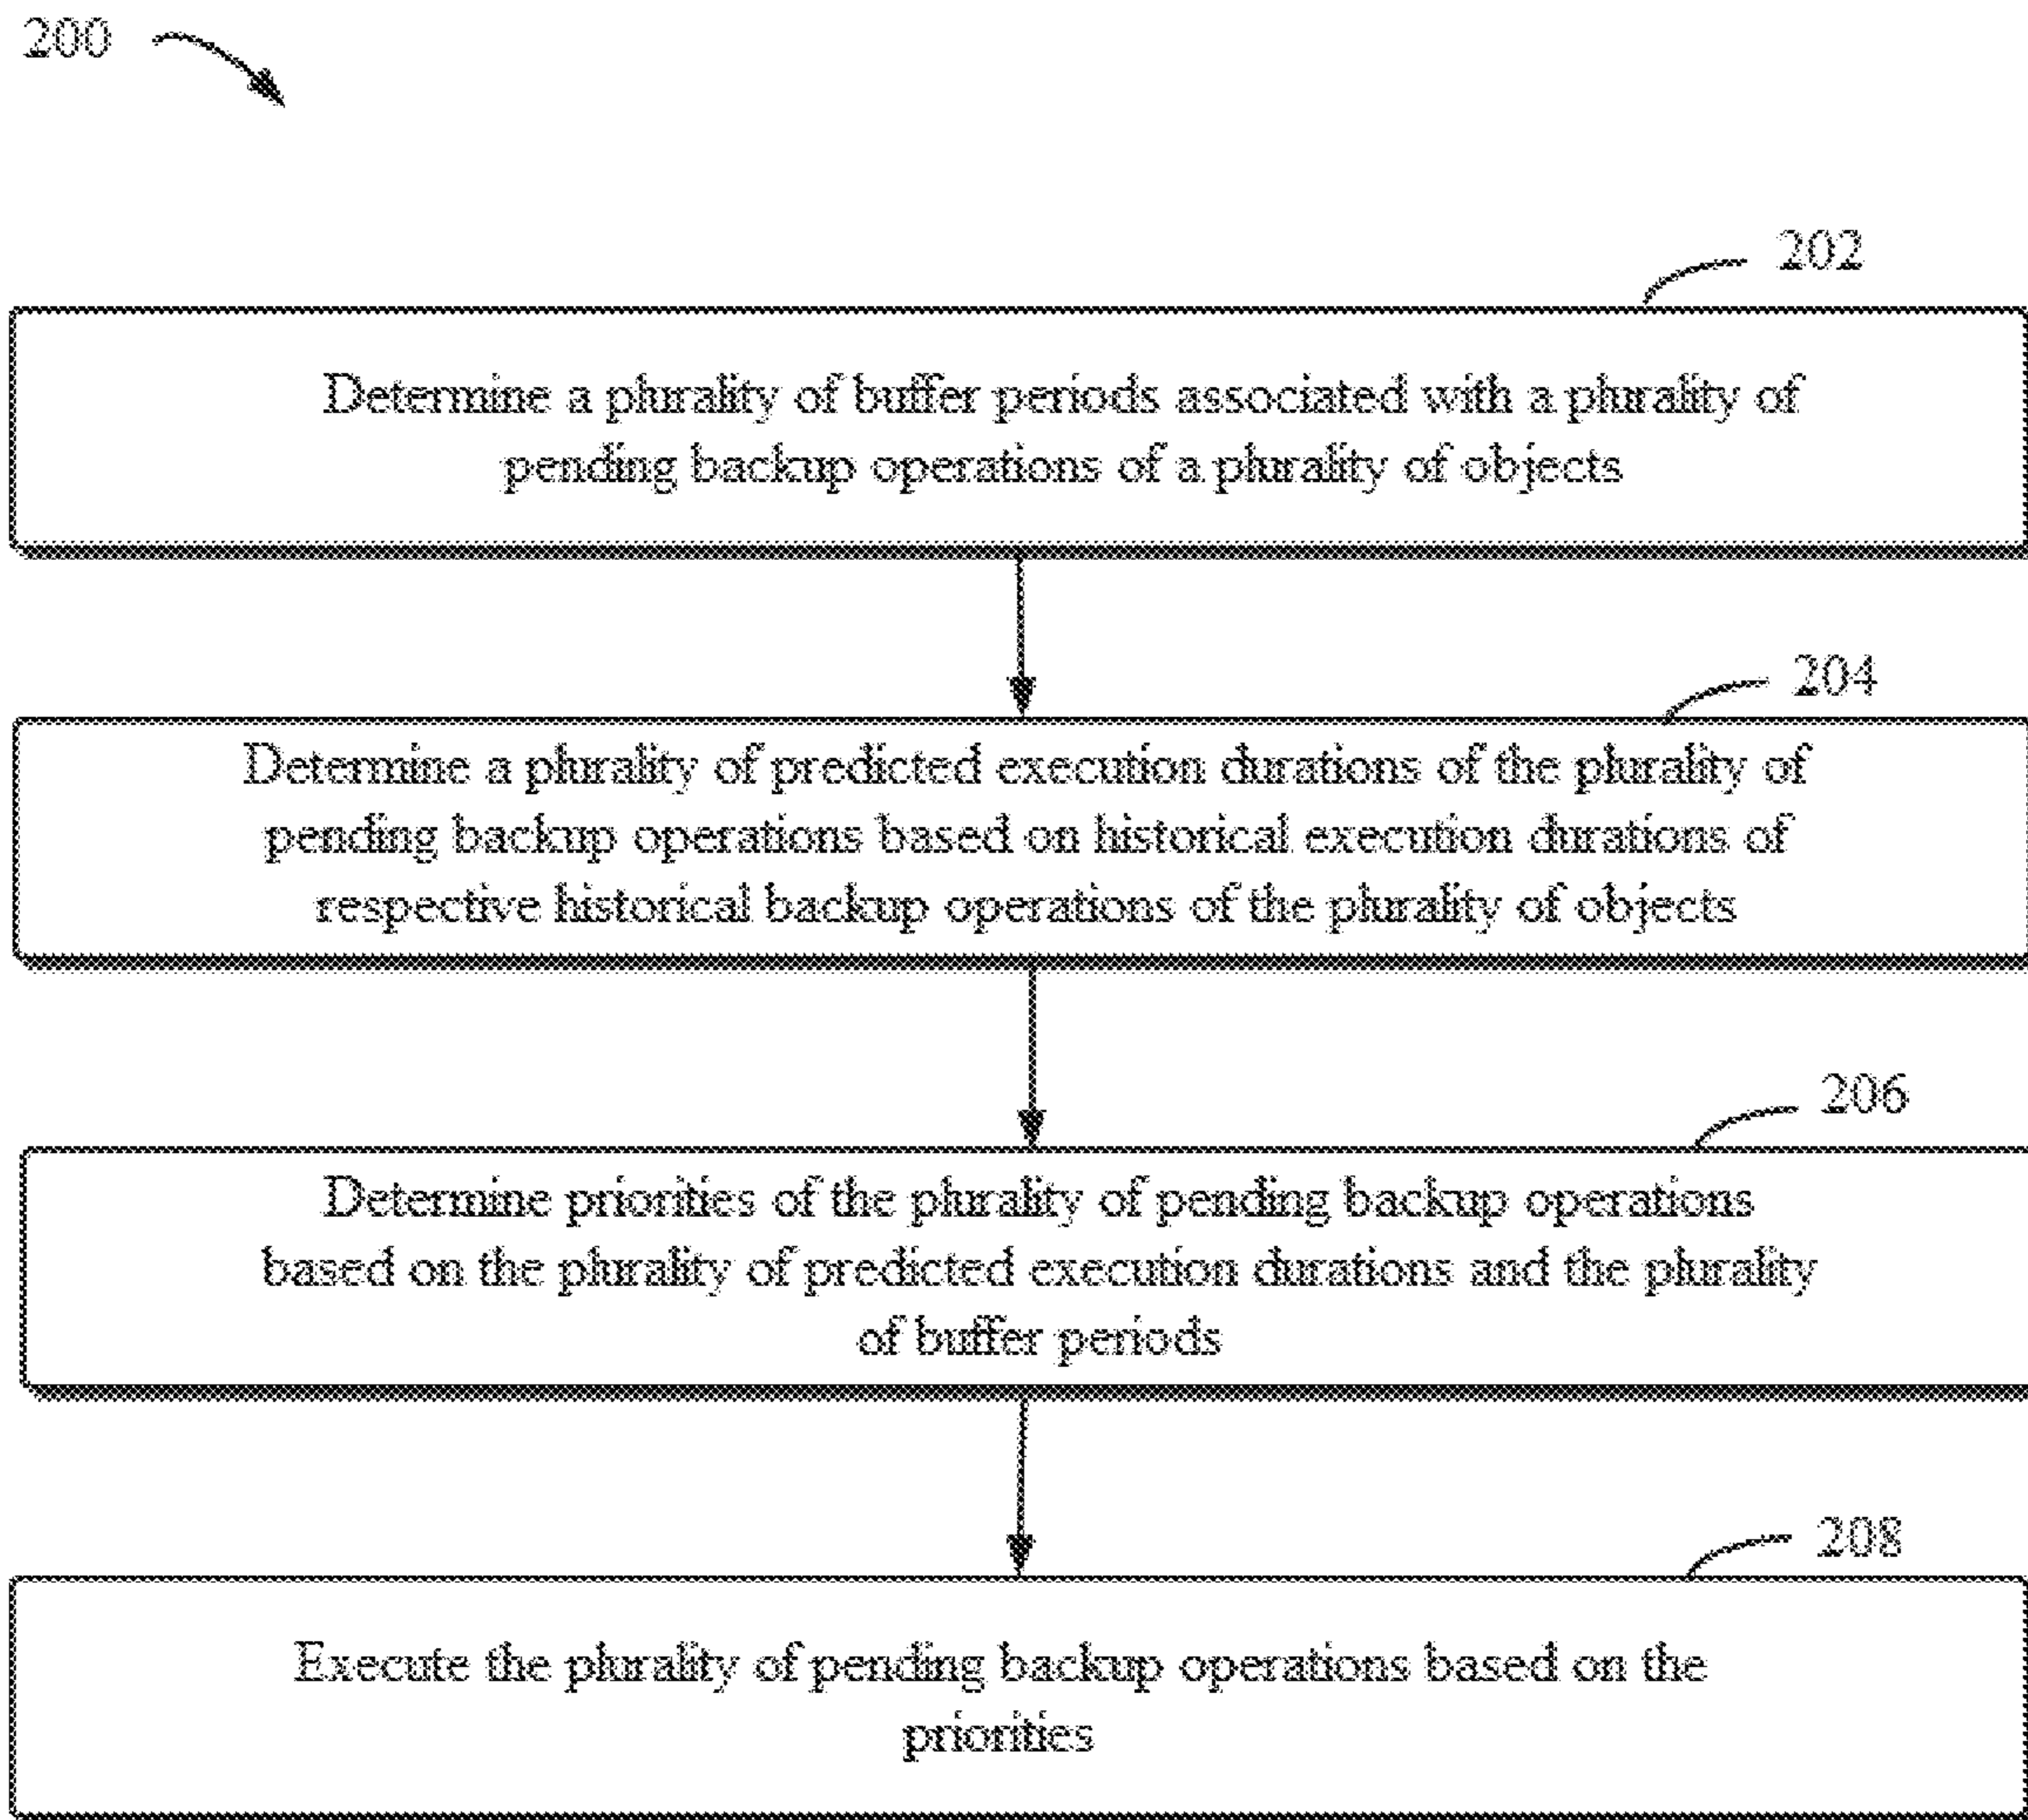 200
202
Determine a plurality of buffer periods associated with a plurality of
pending backup operations of a plurality of objects
204
Determine a plurality of predicted execution durations of the plurality of
pending backup operations based on historical execution durations of
respective historical backup operations of the plurality of objects
206
Determine priorities of the plurality of pending backup operations
based on the plurality of predicted execution durations and the plurality
of buffer periods
208
Execute the plurality of pending backup operations based on the
priorities